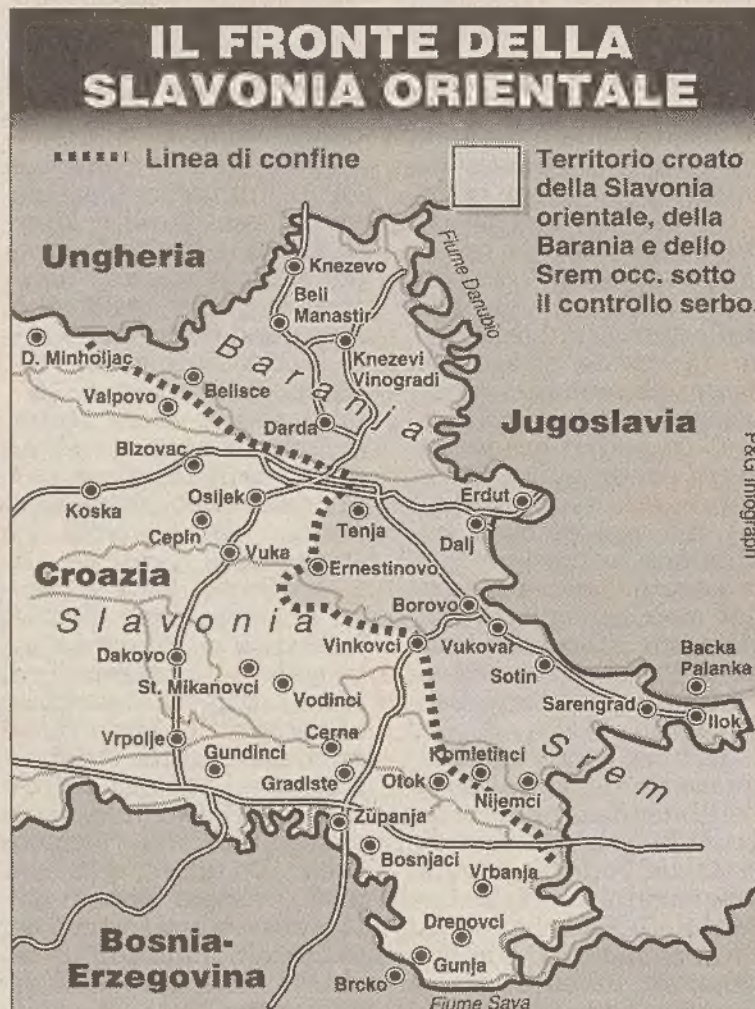 IL FRONTE DELLA
SLAVONIA ORIENTALE
Linea di confine
Territorio croato
della Slavonia
orientale, della
Barania e dello
Srem occ. sotto
il controllo serbo.
Ungheria
Fiume Danubio
Knezevo
Beli
Manastir
Barania
D. Minholjac
Knezevi
Vinogradi
Belisce
Valpovo
Darda
Jugoslavia
P&G Infograph
Bizovac
Koska
Osijek
Erdut
Cepin
Tenja
Dalj
Vuka
Croazia
Ernestinovo
Slavonia
Borovo
Dakovo
Vinkovci
Vukovar
Backa
Palanka
St. Mikanovci
Vodinci
Sotin
Sarengrad
Ilok
Vrpolje
Cerna
Srem
Gundinci
Gradiste
Otok
Komletinci
Nijemci
Zupanja
Bosnjaci
Vrbanja
Bosnia-
Erzegovina
Drenovci
Gunja
Brcko
Fiume Sava